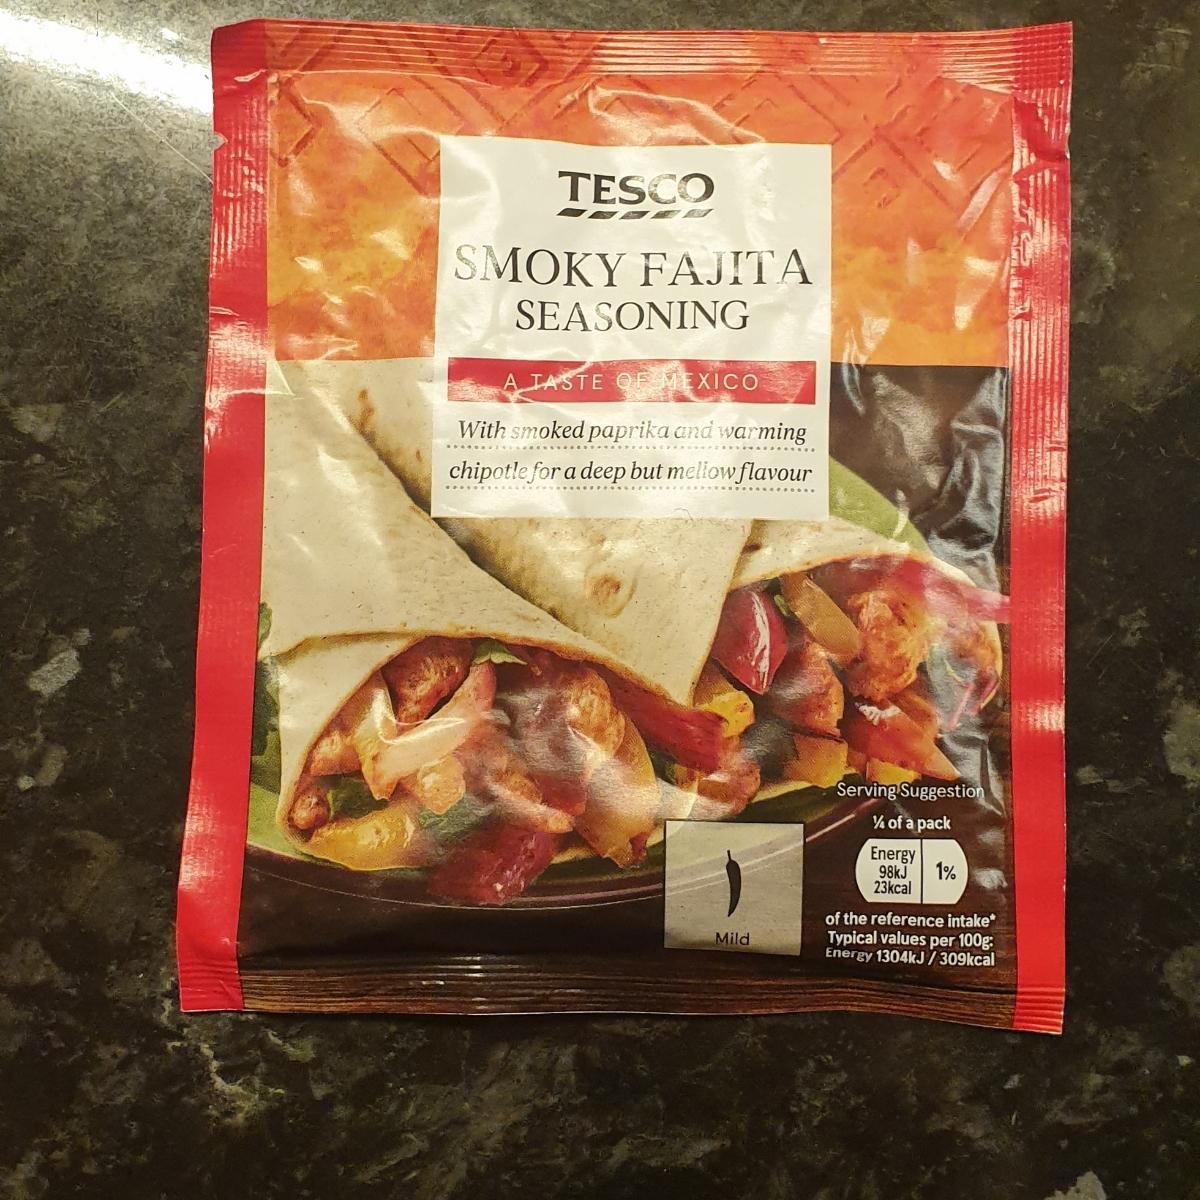 TESCO
SMOKY FAJITA
SEASONING
A TASTE OF MEXICO
With smoked paprika and warming
chipotle for a deep but mellow flavour
Serving Suggestion
¼ of a pack
Energy
98kJ
23kcal
1%
of the reference intake*
Typical values per 100g:
Energy 1304kJ / 309kcal
Mild